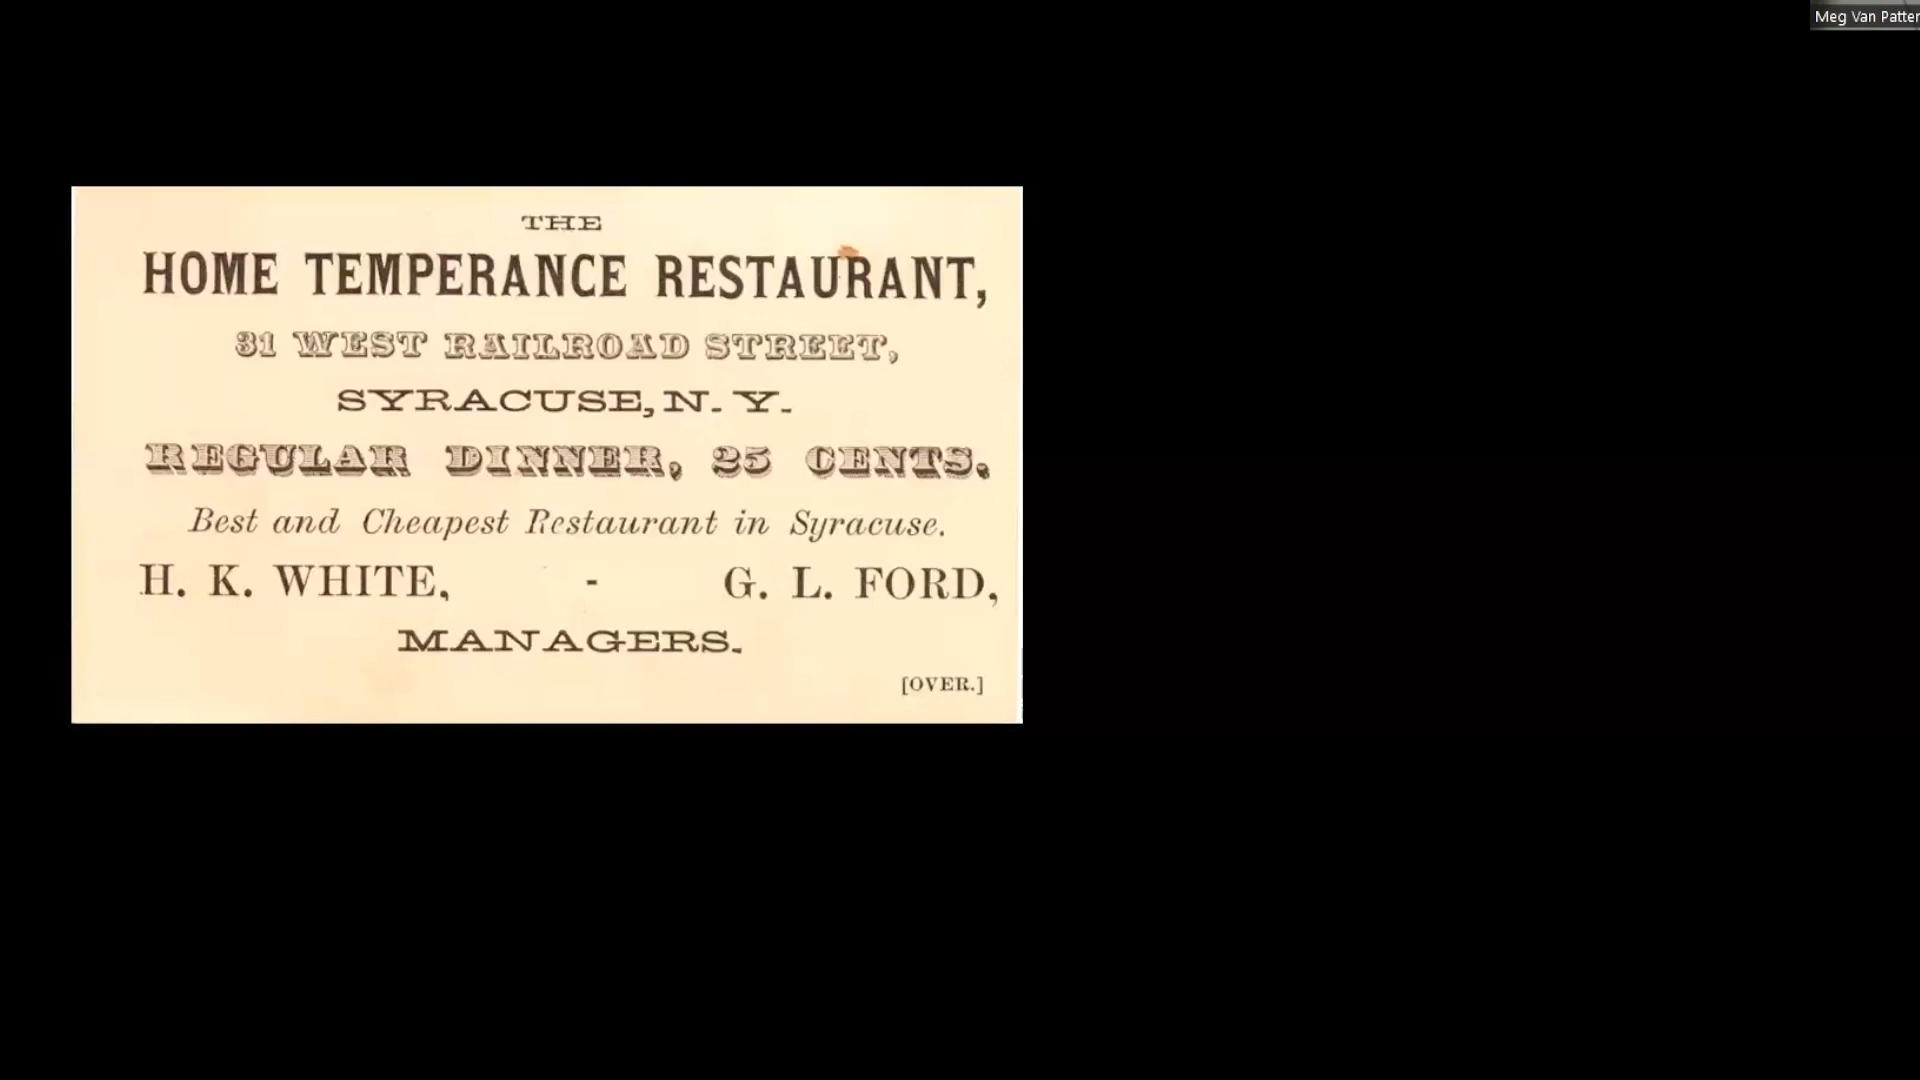 Meg Van Patter
THE
HOME TEMPERANCE RESTAURANT,
31 WEST RAILROAD STREET,
SYRACUSE, N. Y.
REGULAR DINNER, 25 CENTS.
Best and Cheapest Restaurant in Syracuse.
H. K. WHITE, - G. L. FORD,
MANAGERS.
[OVER.]